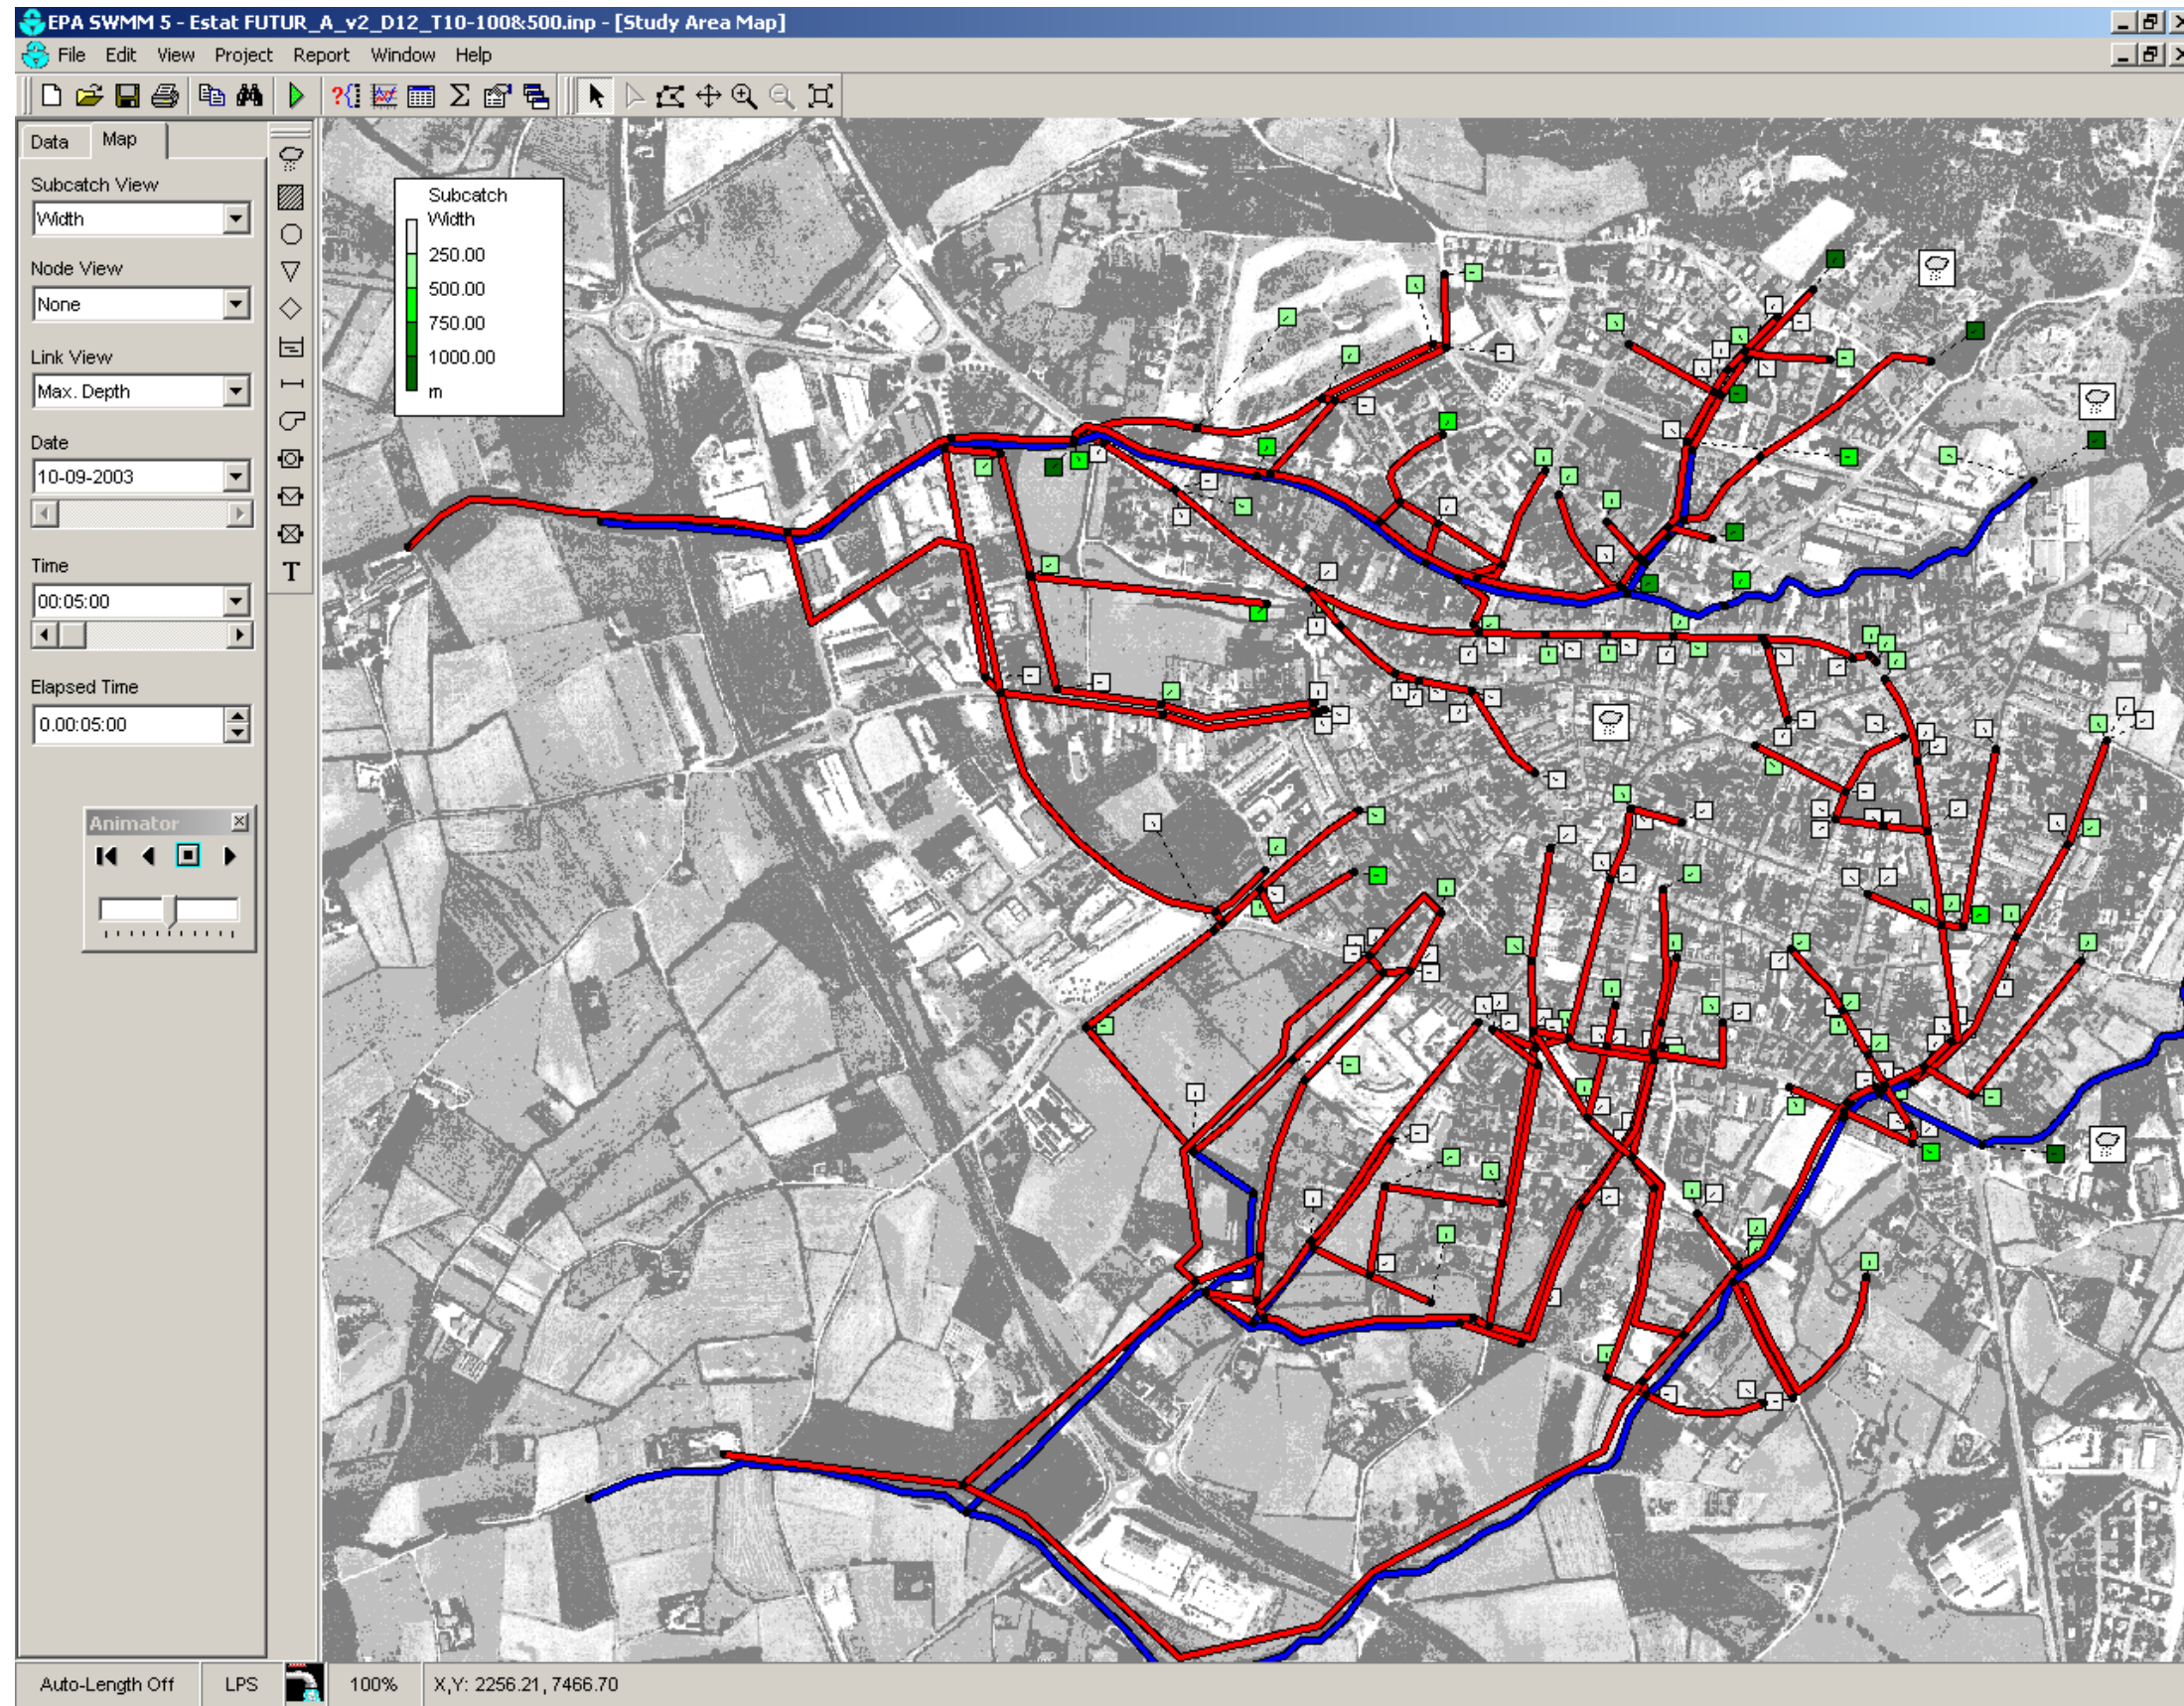 EPA SWMM 5 - Estat FUTUR_A_v2_D12_T10-100&500.inp - [Study Area Map]
File Edit View Project Report Window Help
Data Map
Subcatch View
Width
Node View
None
Link View
Max. Depth
Date
10-09-2003
Time
00:05:00
Elapsed Time
0.00:05:00
Animator
T
Subcatch
Width
250.00
500.00
750.00
1000.00
m
Auto-Length Off LPS 100% X,Y: 2256.21, 7466.70